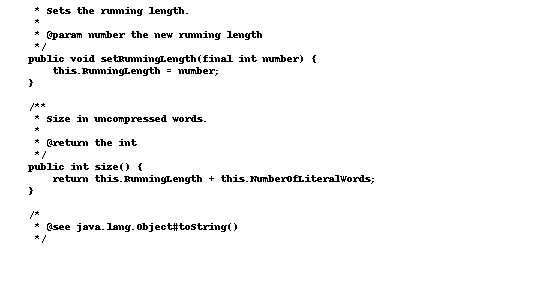 * Sets the running length.
*
* @param number the new running length
*/
public void setRunningLength(final int number) {
this.RunningLength = number;
}
/**
* Size in uncompressed words.
*
* @return the int
*/
public int size() {
return this.RunningLength + this.NumberOfLiteralWords;
}
/*
* @see java.lang.Object#toString()
*/